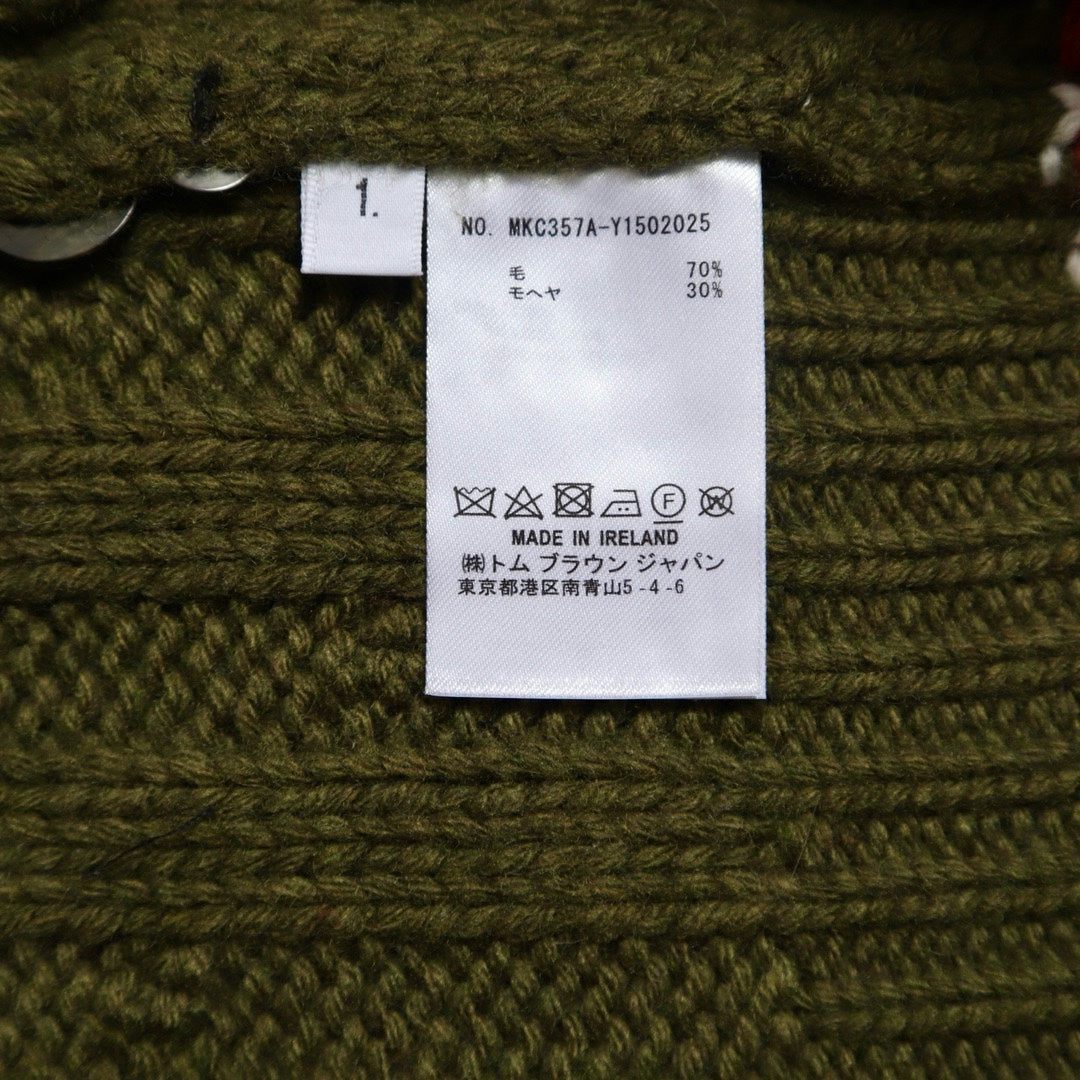 1.
NO. MKC357A-Y1502025
毛 70%
モヘヤ 30%
F W
MADE IN IRELAND
㈱トム ブラウン ジャパン
東京都港区南青山5-4-6